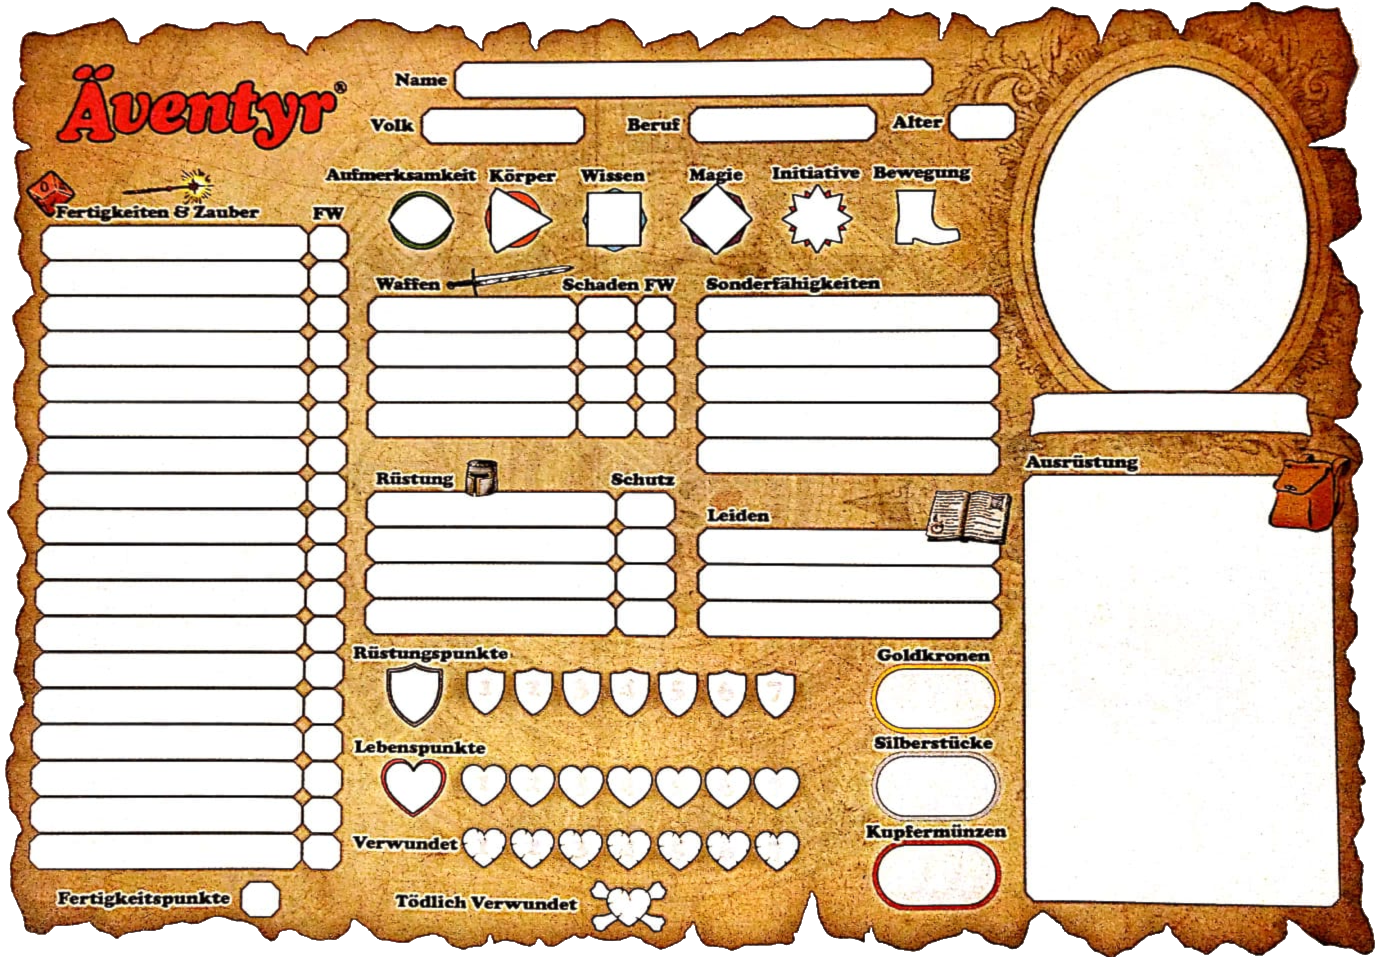 Äventyr®
Name
Volk
Beruf
Alter
Aufmerksamkeit
Körper
Wissen
Magie
Initiative
Bewegung
Fertigkeiten & Zauber
FW
Waffen
Schaden
FW
Sonderfähigkeiten
Rüstung
Schutz
Leiden
Ausrüstung
Rüstungspunkte
Goldkronen
Lebenspunkte
Silberstücke
Verwundet
Kupfermünzen
Fertigkeitspunkte
Tödlich Verwundet